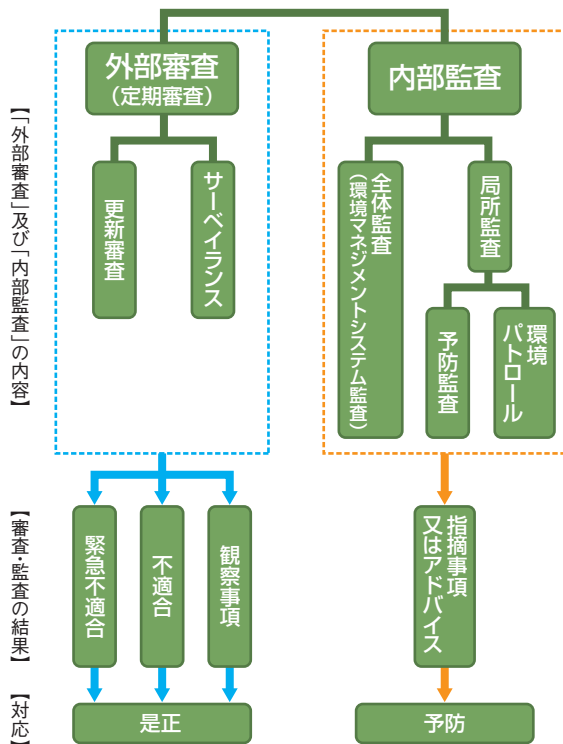 【「外部審査」及び「内部監査」の内容】
外部審査
（定期審査）
内部監査
更新審査
サーベイランス
全体監査
（環境マネジメントシステム監査）
局所監査
予防監査
環境
パトロール
【審査・監査の結果】
緊急不適合
不適合
観察事項
指摘事項
又はアドバイス
【対応】
是正
予防